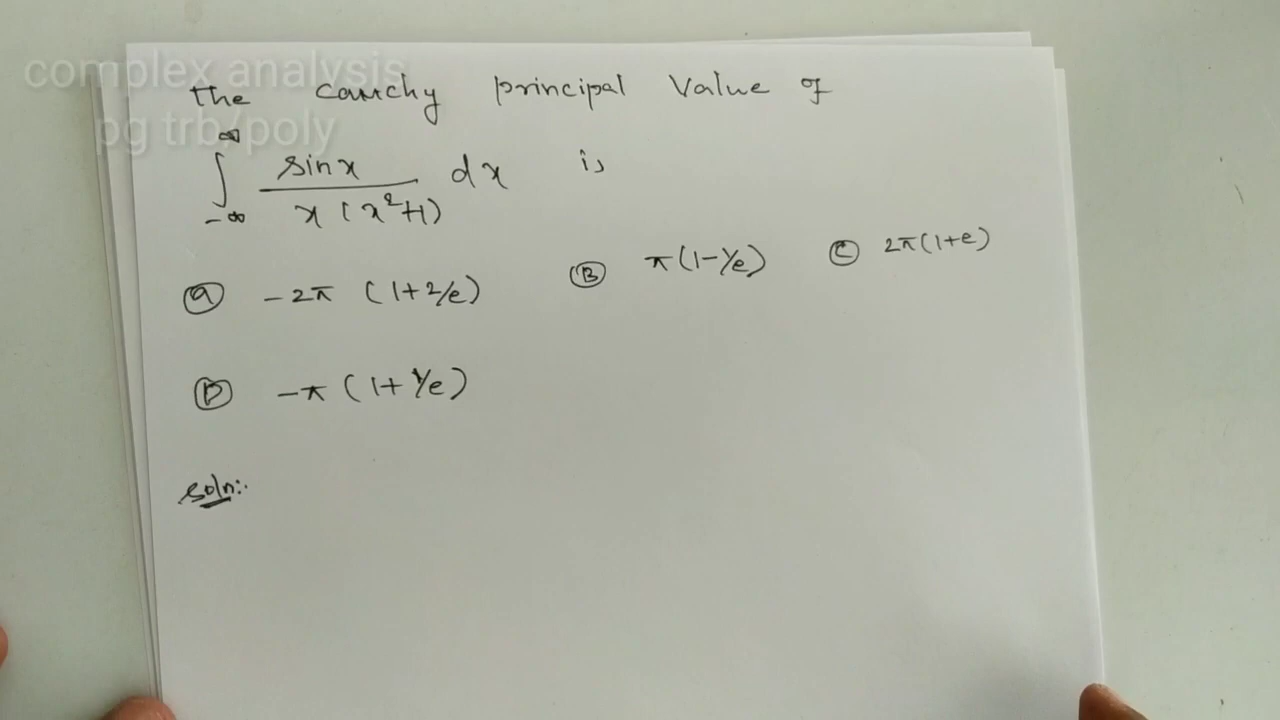 complex analysis
pg trb/poly
the cauchy principal value of
∫_{-∞}^{∞} sinx / x(x²+1) dx is
(a) -2π (1+2/e) (B) π(1-1/e) (C) 2π(1+e)
(D) -π (1+1/e)
soln: